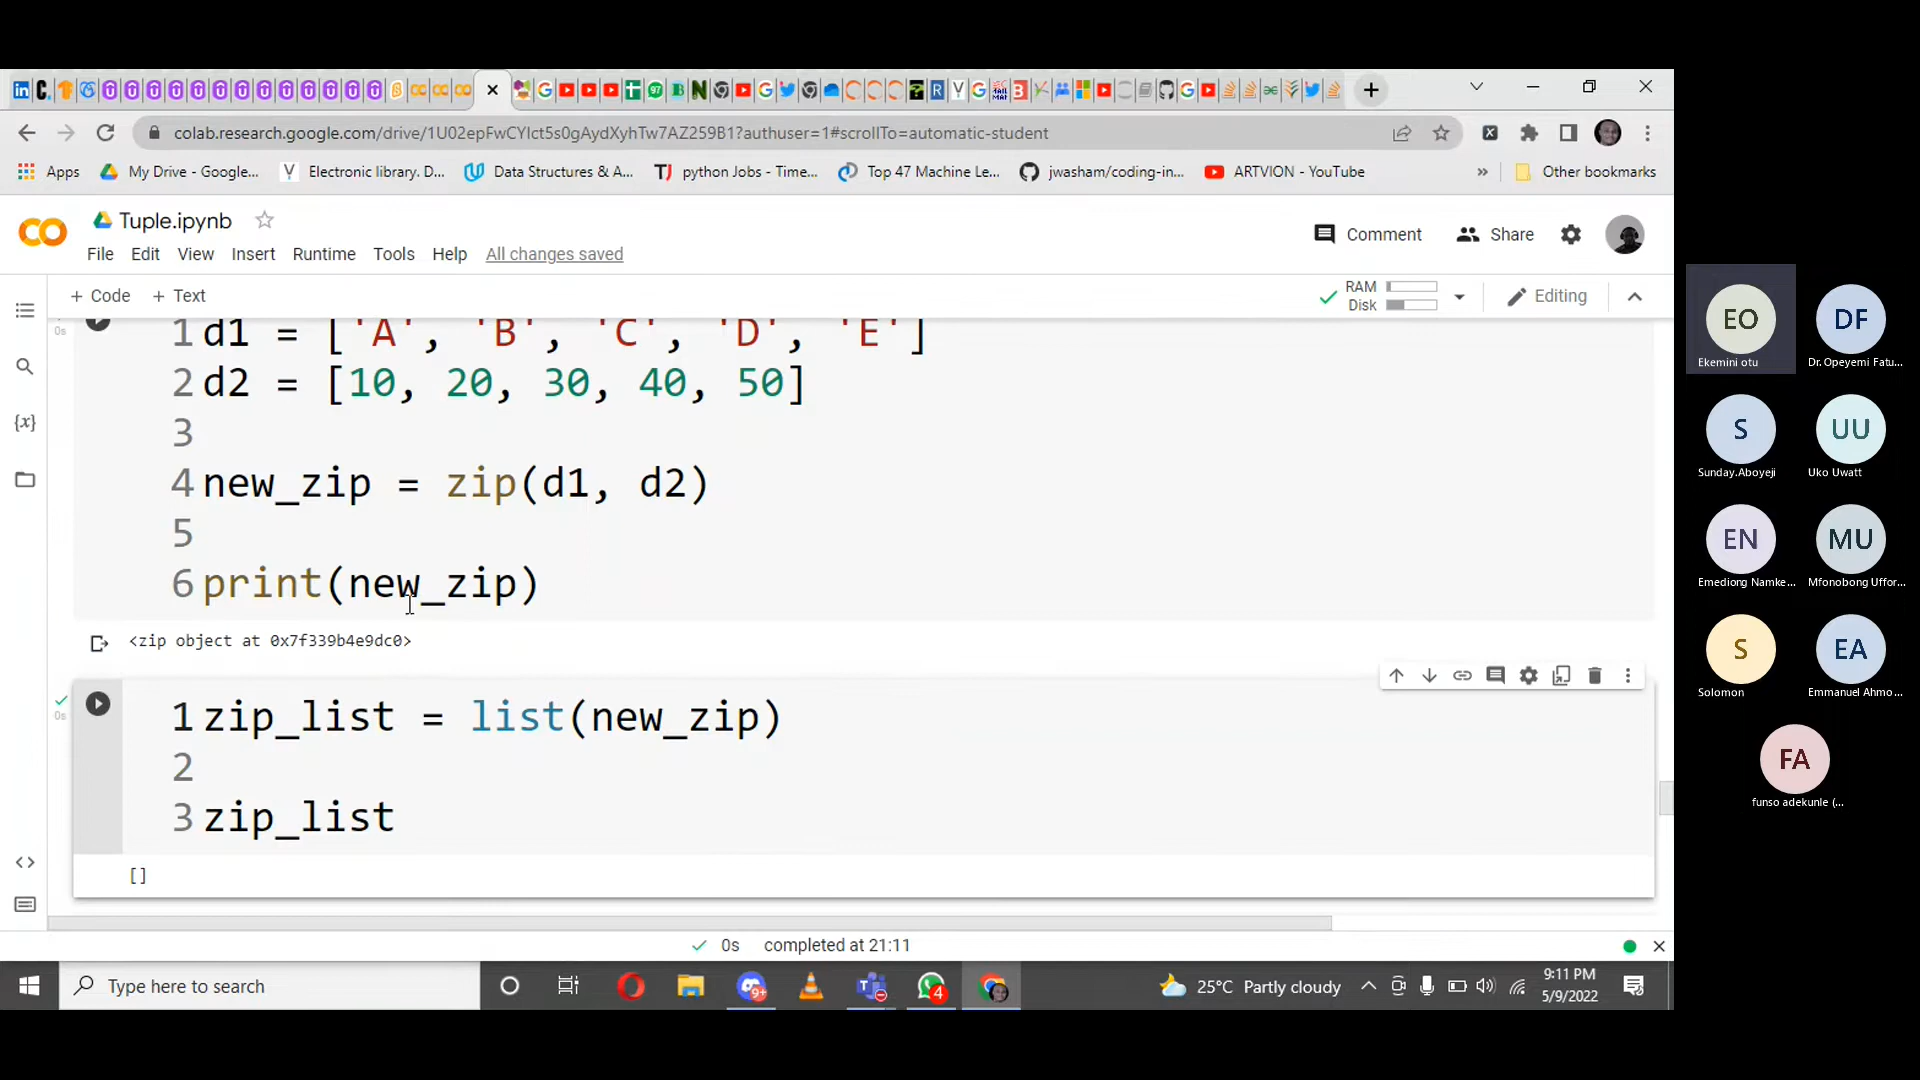 colab.research.google.com/drive/1U02epFwCYIct5s0gAydXyhTw7AZ259B1?authuser=1#scrollTo=automatic-student
Apps
My Drive - Google...
Electronic library. D...
Data Structures & A...
python Jobs - Time...
Top 47 Machine Le...
jwasham/coding-in...
ARTVION - YouTube
»
Other bookmarks
Tuple.ipynb
Comment
Share
File Edit View Insert Runtime Tools Help All changes saved
+ Code + Text
RAM
Disk
Editing
0s
1 d1 = ['A', 'B', 'C', 'D', 'E']
2 d2 = [10, 20, 30, 40, 50]
3
4 new_zip = zip(d1, d2)
5
6 print(new_zip)
<zip object at 0x7f339b4e9dc0>
0s
1 zip_list = list(new_zip)
2
3 zip_list
[]
0s completed at 21:11
Type here to search
9+
4
25°C Partly cloudy
9:11 PM
5/9/2022
EO
Ekemini otu
DF
Dr. Opeyemi Fatu...
S
Sunday.Aboyeji
UU
Uko Uwatt
EN
Emediong Namke...
MU
Mfonobong Uffor...
S
Solomon
EA
Emmanuel Ahmo...
FA
funso adekunle (...